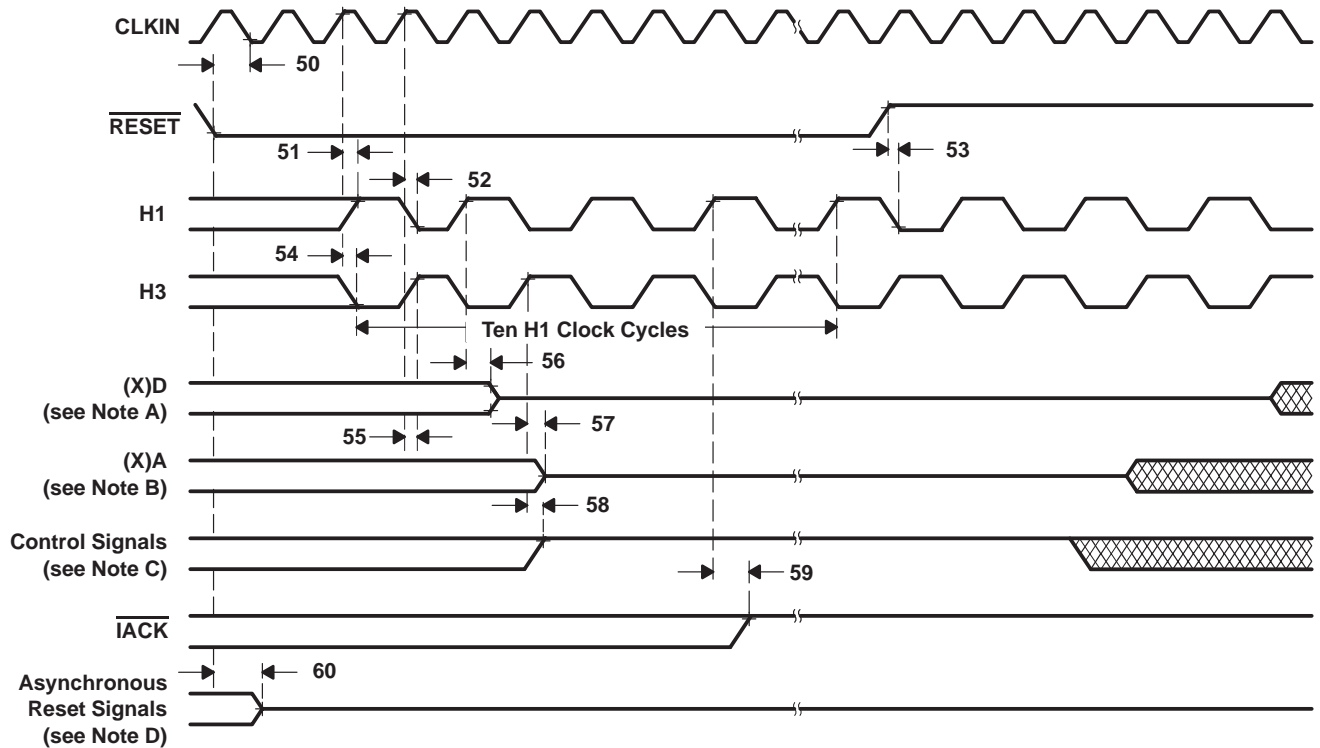 CLKIN
50
RESET
51
53
52
H1
54
H3
Ten H1 Clock Cycles
56
(X)D
(see Note A)
57
55
(X)A
(see Note B)
58
Control Signals
(see Note C)
59
IACK
60
Asynchronous
Reset Signals
(see Note D)